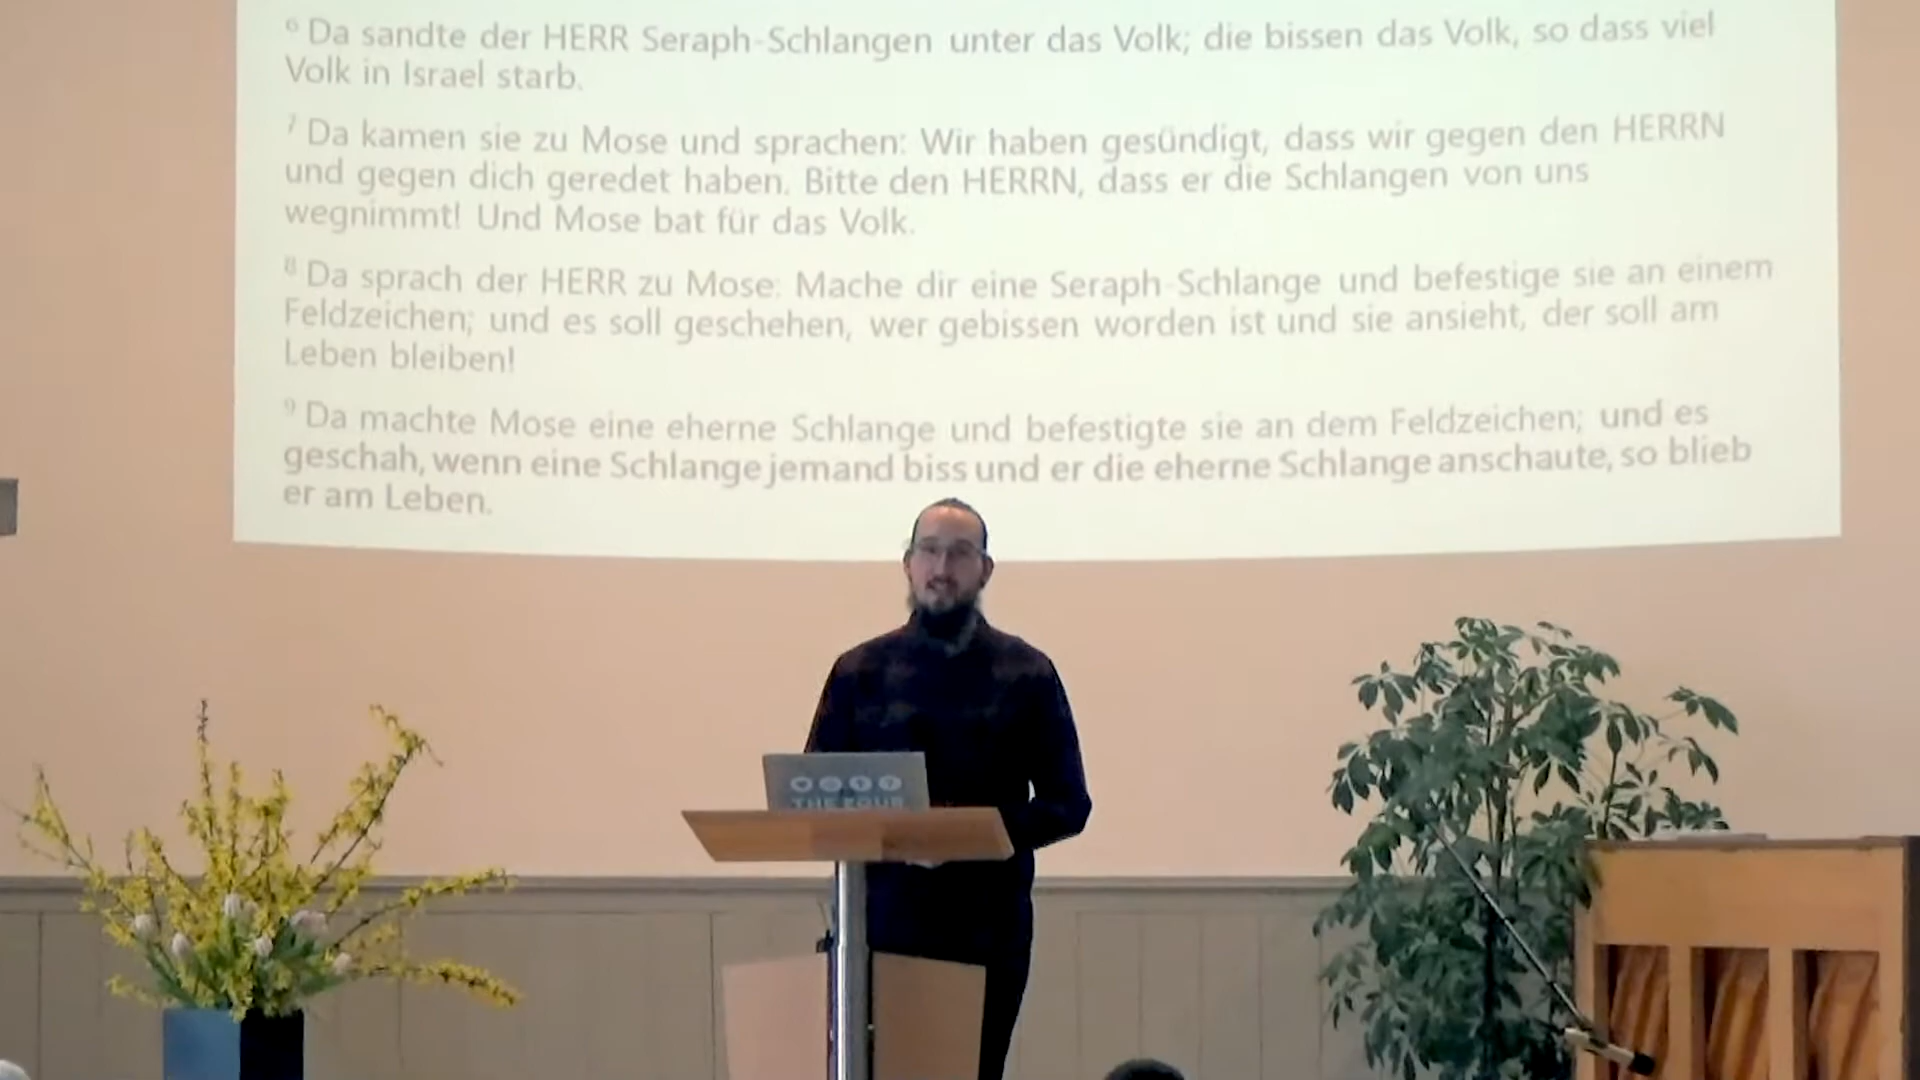 6 Da sandte der HERR Seraph-Schlangen unter das Volk; die bissen das Volk, so dass viel
Volk in Israel starb.
7 Da kamen sie zu Mose und sprachen: Wir haben gesündigt, dass wir gegen den HERRN
und gegen dich geredet haben. Bitte den HERRN, dass er die Schlangen von uns
wegnimmt! Und Mose bat für das Volk.
8 Da sprach der HERR zu Mose: Mache dir eine Seraph-Schlange und befestige sie an einem
Feldzeichen; und es soll geschehen, wer gebissen worden ist und sie ansieht, der soll am
Leben bleiben!
9 Da machte Mose eine eherne Schlange und befestigte sie an dem Feldzeichen; und es
geschah, wenn eine Schlange jemand biss und er die eherne Schlange anschaute, so blieb
er am Leben.
THE FOUR